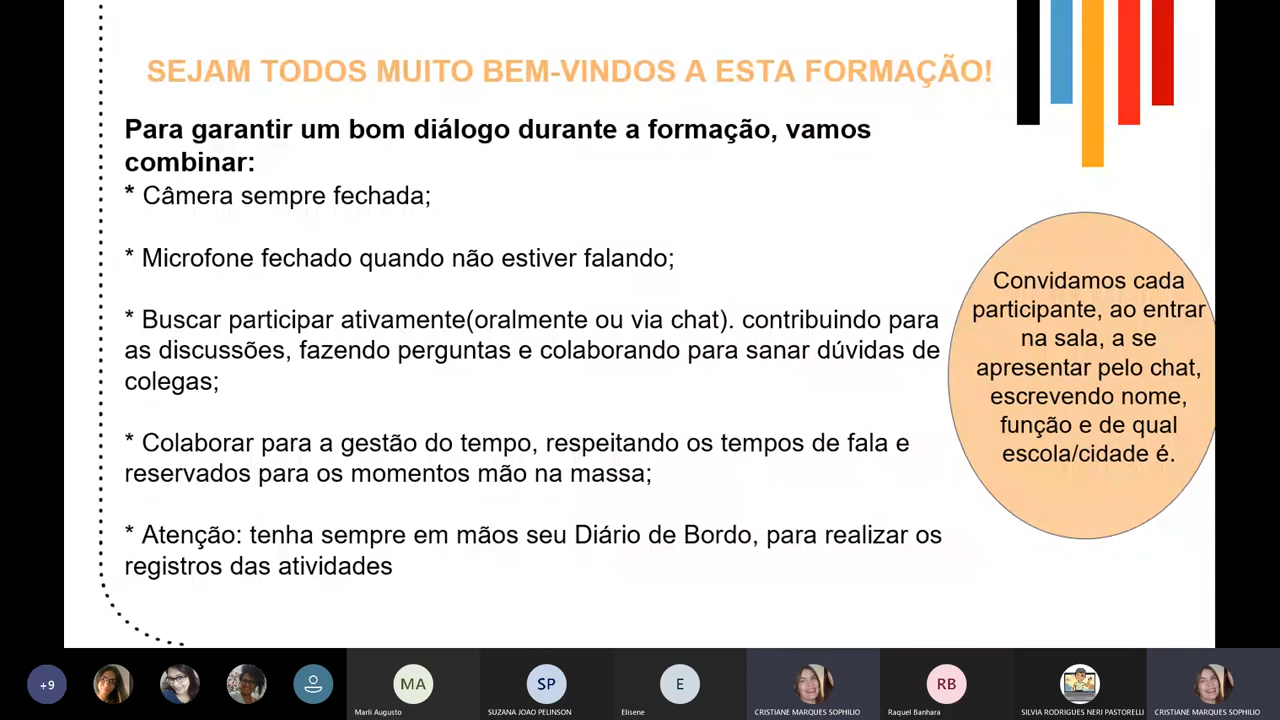 SEJAM TODOS MUITO BEM-VINDOS A ESTA FORMAÇÃO!
Para garantir um bom diálogo durante a formação, vamos
combinar:
* Câmera sempre fechada;
* Microfone fechado quando não estiver falando;
* Buscar participar ativamente(oralmente ou via chat). contribuindo para
as discussões, fazendo perguntas e colaborando para sanar dúvidas de
colegas;
* Colaborar para a gestão do tempo, respeitando os tempos de fala e
reservados para os momentos mão na massa;
* Atenção: tenha sempre em mãos seu Diário de Bordo, para realizar os
registros das atividades
Convidamos cada
participante, ao entrar
na sala, a se
apresentar pelo chat,
escrevendo nome,
função e de qual
escola/cidade é.
+9
MA
SP
E
RB
Marli Augusto
SUZANA JOAO PELINSON
Elisene
CRISTIANE MARQUES SOPHILIO
Raquel Banhara
SILVIA RODRIGUES NERI PASTORELLI
CRISTIANE MARQUES SOPHILIO